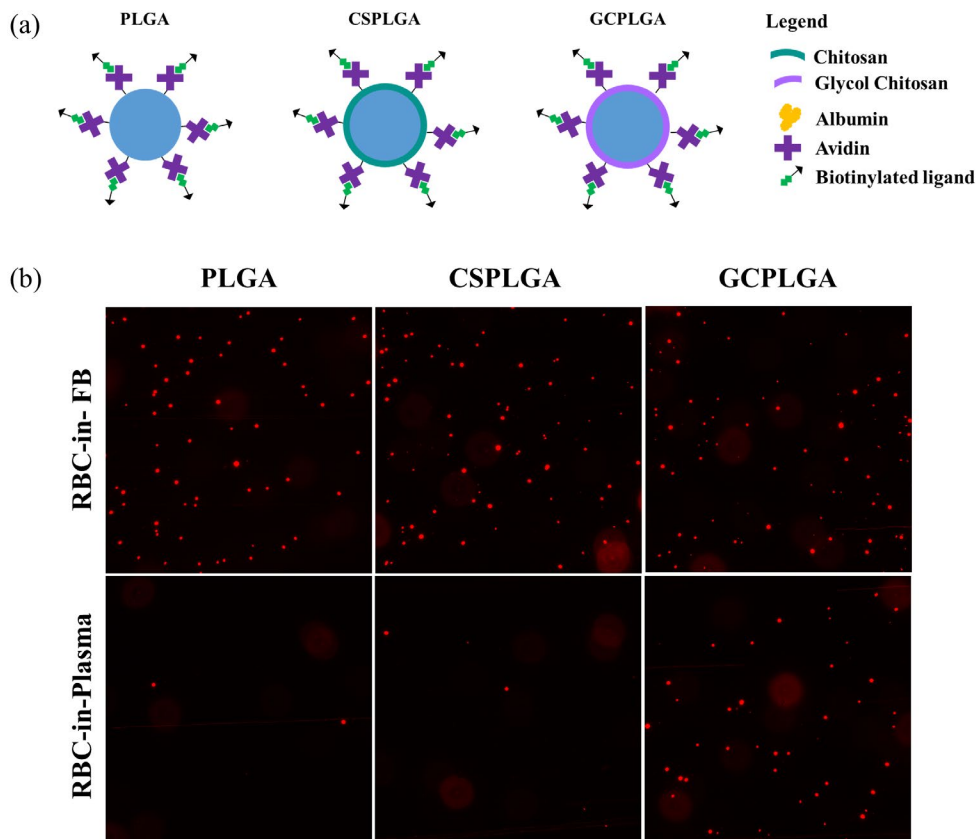 (a)
PLGA
CSPLGA
GCPLGA
Legend
Chitosan
Glycol Chitosan
Albumin
Avidin
Biotinylated ligand
(b)
PLGA
CSPLGA
GCPLGA
RBC-in- FB
RBC-in-Plasma